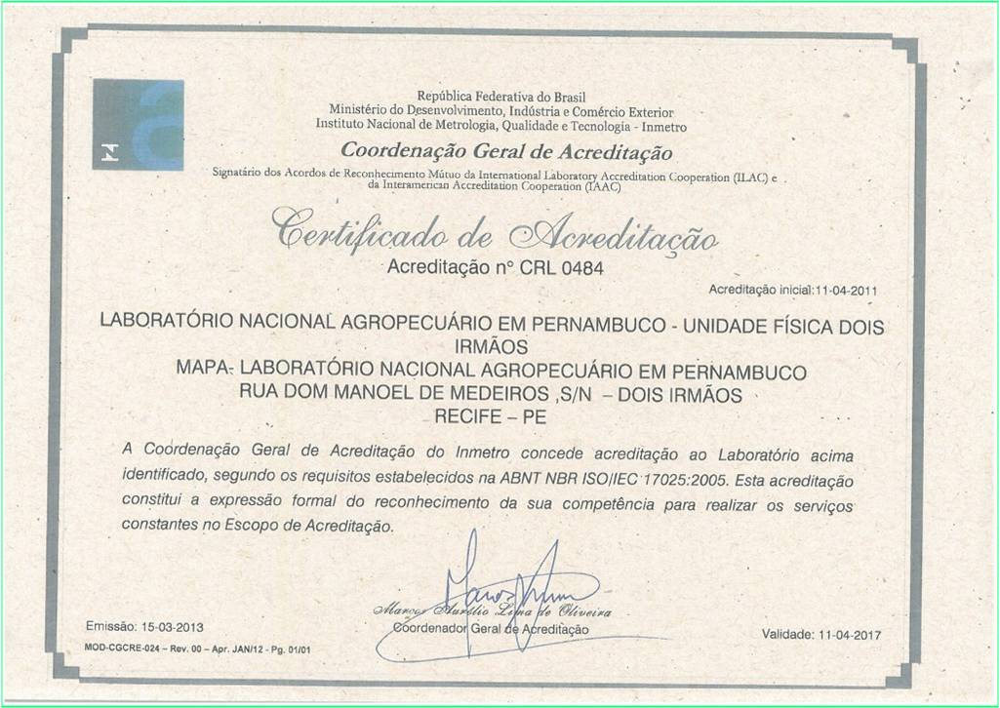 República Federativa do Brasil
Ministério do Desenvolvimento, Indústria e Comércio Exterior
Instituto Nacional de Metrologia, Qualidade e Tecnologia - Inmetro
Coordenação Geral de Acreditação
Signatário dos Acordos de Reconhecimento Mútuo da International Laboratory Accreditation Cooperation (ILAC) e
da Interamerican Accreditation Cooperation (IAAC)
Certificado de Acreditação
Acreditação nº CRL 0484
Acreditação inicial:11-04-2011
LABORATÓRIO NACIONAL AGROPECUÁRIO EM PERNAMBUCO - UNIDADE FÍSICA DOIS
IRMÃOS
MAPA- LABORATÓRIO NACIONAL AGROPECUÁRIO EM PERNAMBUCO
RUA DOM MANOEL DE MEDEIROS ,S/N – DOIS IRMÃOS
RECIFE – PE
A Coordenação Geral de Acreditação do Inmetro concede acreditação ao Laboratório acima
identificado, segundo os requisitos estabelecidos na ABNT NBR ISO/IEC 17025:2005. Esta acreditação
constitui a expressão formal do reconhecimento da sua competência para realizar os serviços
constantes no Escopo de Acreditação.
Marcos Aurélio Lima de Oliveira
Coordenador Geral de Acreditação
Emissão: 15-03-2013
Validade: 11-04-2017
MOD-CGCRE-024 – Rev. 00 – Apr. JAN/12 - Pg. 01/01